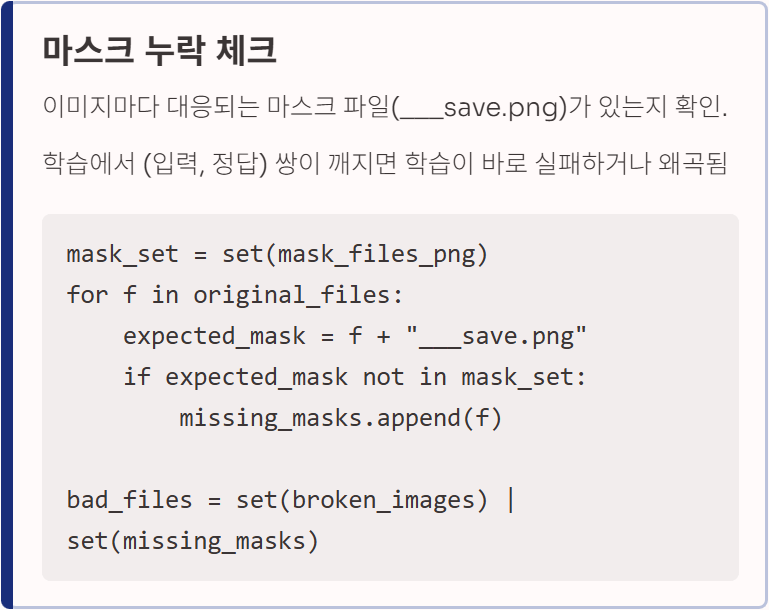 마스크 누락 체크
이미지마다 대응되는 마스크 파일(___save.png)가 있는지 확인.
학습에서 (입력, 정답) 쌍이 깨지면 학습이 바로 실패하거나 왜곡됨
mask_set = set(mask_files_png)
for f in original_files:
    expected_mask = f + "___save.png"
    if expected_mask not in mask_set:
        missing_masks.append(f)

bad_files = set(broken_images) |
set(missing_masks)